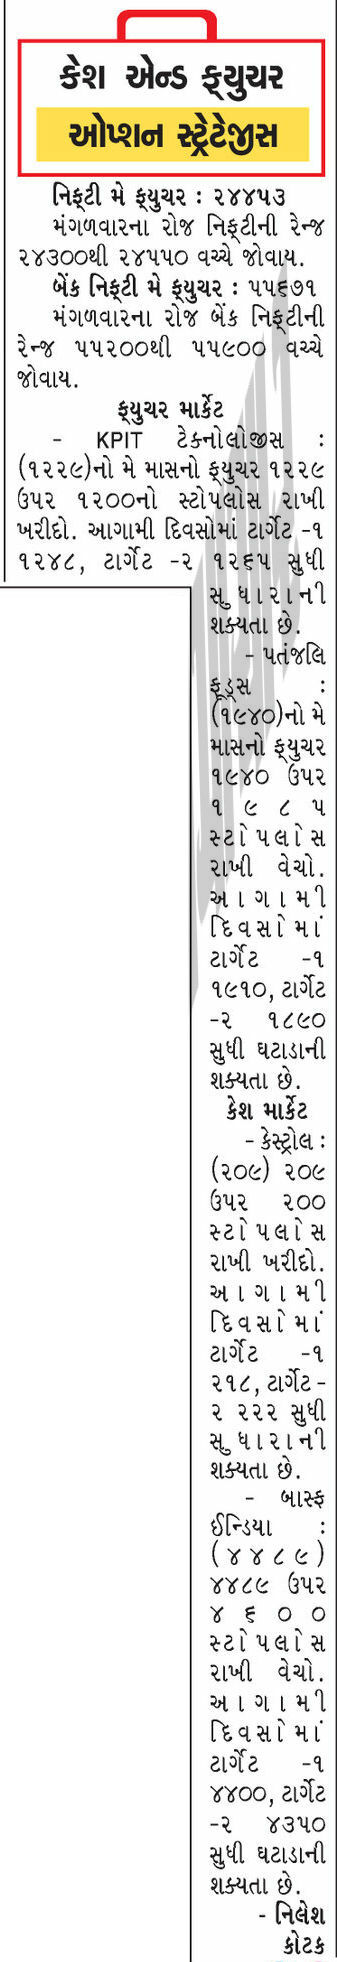 કેશ એન્ડ ફ્યુચર
ઓપ્શન સ્ટ્રેટેજીસ
નિફ્ટી મે ફ્યુચર : ૨૪૪૫૩
મંગળવારના રોજ નિફ્ટીની રેન્જ
૨૪૩૦૦થી ૨૪૫૫૦ વચ્ચે જોવાય.
બેંક નિફ્ટી મે ફ્યુચર : ૫૫૬૭૧
મંગળવારના રોજ બેંક નિફ્ટીની
રેન્જ ૫૫૨૦૦થી ૫૫૯૦૦ વચ્ચે
જોવાય.
ફ્યુચર માર્કેટ
- KPIT ટેક્નોલોજીસ :
(૧૨૨૯)નો મે માસનો ફ્યુચર ૧૨૨૯
ઉપર ૧૨૦૦નો સ્ટોપલોસ રાખી
ખરીદો. આગામી દિવસોમાં ટાર્ગેટ -૧
૧૨૪૮, ટાર્ગેટ -૨ ૧૨૬૫ સુધી
સુધારાની
શક્યતા છે.
- પતંજલિ
ફૂડ્સ :
(૧૯૪૦)નો મે
માસનો ફ્યુચર
૧૯૪૦ ઉપર
૧૯૮૫
સ્ટોપલોસ
રાખી વેચો.
આગામી
દિવસોમાં
ટાર્ગેટ -૧
૧૯૧૦, ટાર્ગેટ
-૨ ૧૮૯૦
સુધી ઘટાડાની
શક્યતા છે.
કેશ માર્કેટ
- કેસ્ટ્રોલ :
(૨૦૯) ૨૦૯
ઉપર ૨૦૦
સ્ટોપલોસ
રાખી ખરીદો.
આગામી
દિવસોમાં
ટાર્ગેટ -૧
૨૧૮, ટાર્ગેટ -
૨ ૨૨૨ સુધી
સુધારાની
શક્યતા છે.
- બાસ્ફ
ઈન્ડિયા :
(૪૪૮૯)
૪૪૮૯ ઉપર
૪૬૦૦
સ્ટોપલોસ
રાખી વેચો.
આગામી
દિવસોમાં
ટાર્ગેટ -૧
૪૪૦૦, ટાર્ગેટ
-૨ ૪૩૫૦
સુધી ઘટાડાની
શક્યતા છે.
- નિલેશ
કોટક